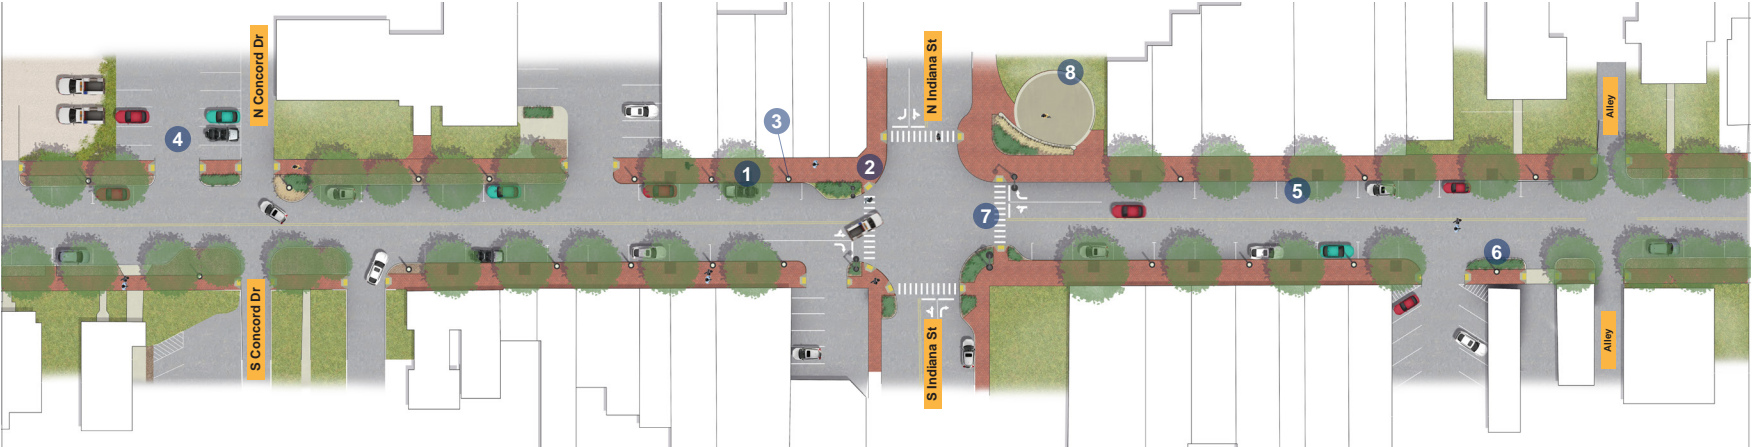 N Concord Dr
N Indiana St
8
Alley
3
4
2
1
5
7
6
S Concord Dr
S Indiana St
Alley